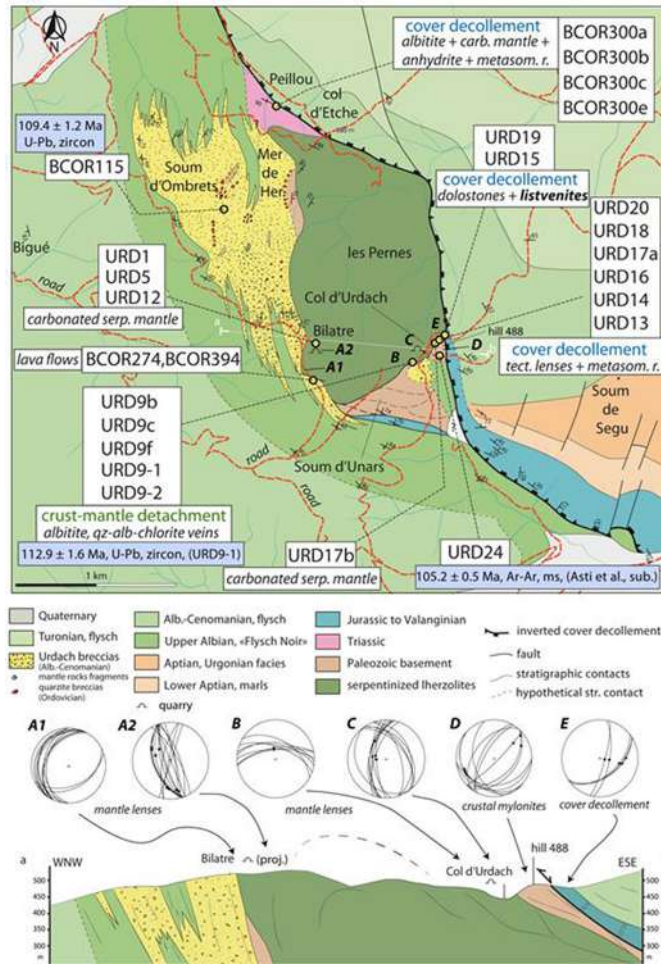 N
cover decollement
albitite + carb. mantle +
anhydrite + metasom. r.
BCOR300a
BCOR300b
BCOR300c
BCOR300e
Peillou
col
d'Etche
109.4 ± 1.2 Ma
U-Pb, zircon
BCOR115
Soum
d'Ombrets
Mer
de
Her
URD19
URD15
cover decollement
dolostones + listvenites
URD20
URD18
URD17a
URD16
URD14
URD13
cover decollement
tect. lenses + metasom. r.
Bigué
road
URD1
URD5
URD12
carbonated serp. mantle
les Pernes
Col d'Urdach
Bilatre
A2
A1
a
B
C
E
D
hill 488
lava flows
BCOR274,BCOR394
URD9b
URD9c
URD9f
URD9-1
URD9-2
crust-mantle detachment
albitite, qz-alb-chlorite veins
112.9 ± 1.6 Ma, U-Pb, zircon, (URD9-1)
road
road
Soum d'Unars
Soum
de
Segu
URD17b
carbonated serp. mantle
URD24
105.2 ± 0.5 Ma, Ar-Ar, ms, (Asti et al., sub.)
1 km
Quaternary
Turonian, flysch
Urdach breccias
(Alb.-Cenomanian)
mantle rocks fragments
quarzite breccias
(Ordovician)
Alb.-Cenomanian, flysch
Upper Albian, «Flysch Noir»
Aptian, Urgonian facies
Lower Aptian, marls
quarry
Jurassic to Valanginian
Triassic
Paleozoic basement
serpentinized lherzolites
inverted cover decollement
fault
stratigraphic contacts
hypothetical str. contact
A1
A2
B
C
D
E
mantle lenses
mantle lenses
crustal mylonites
cover decollement
a
WNW
Bilatre
(proj.)
Col d'Urdach
hill 488
ESE
500
450
400
350
300
m
500
450
400
350
300
m